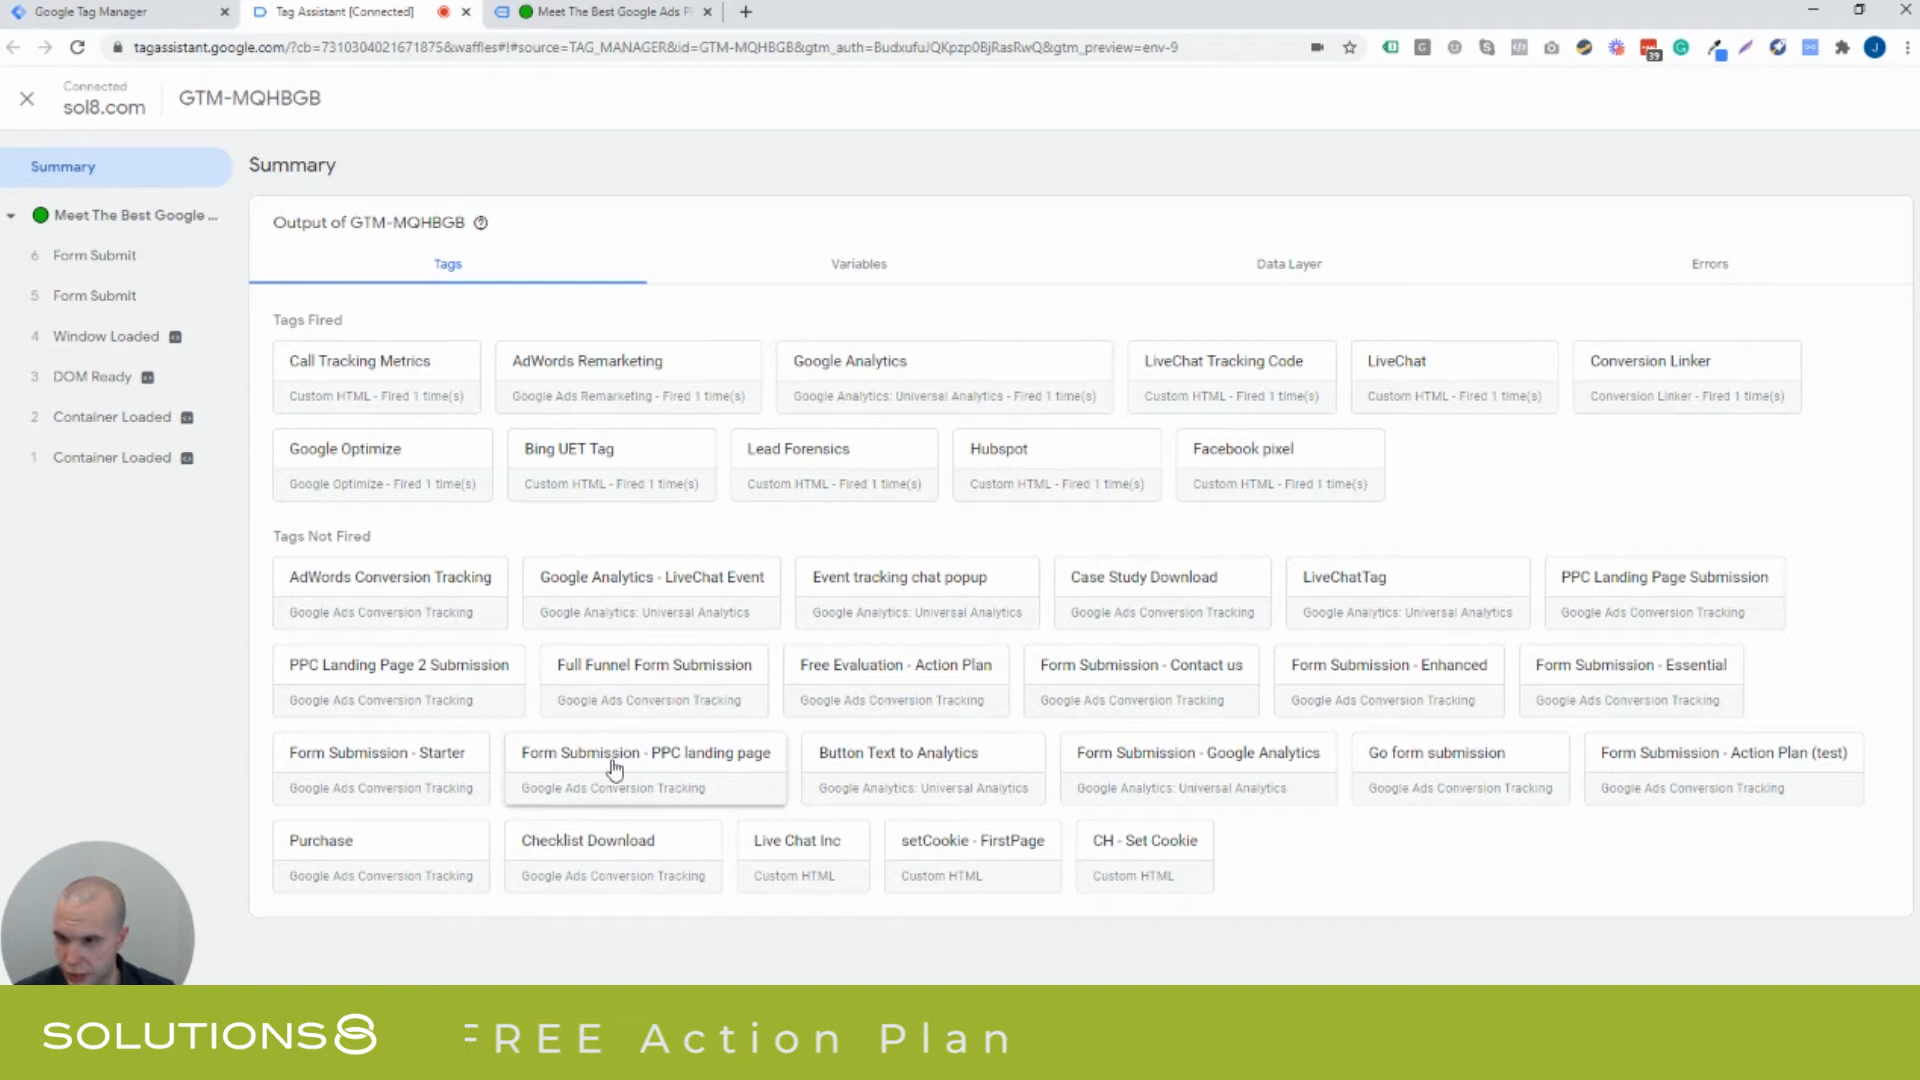 Google Tag Manager
Tag Assistant [Connected]
Meet The Best Google Ads P
tagassistant.google.com/?cb=7310304021671875&waffles#!#source=TAG_MANAGER&id=GTM-MQHBGB&gtm_auth=BudxufuJQKpzp0BjRasRwQ&gtm_preview=env-9
39
J
Connected
sol8.com
GTM-MQHBGB
Summary
Meet The Best Google ...
6 Form Submit
5 Form Submit
4 Window Loaded
3 DOM Ready
2 Container Loaded
1 Container Loaded
Summary
Output of GTM-MQHBGB
Tags Variables Data Layer Errors
Tags Fired
Call Tracking Metrics AdWords Remarketing Google Analytics LiveChat Tracking Code LiveChat Conversion Linker
Custom HTML - Fired 1 time(s) Google Ads Remarketing - Fired 1 time(s) Google Analytics: Universal Analytics - Fired 1 time(s) Custom HTML - Fired 1 time(s) Custom HTML - Fired 1 time(s) Conversion Linker - Fired 1 time(s)
Google Optimize Bing UET Tag Lead Forensics Hubspot Facebook pixel
Google Optimize - Fired 1 time(s) Custom HTML - Fired 1 time(s) Custom HTML - Fired 1 time(s) Custom HTML - Fired 1 time(s) Custom HTML - Fired 1 time(s)
Tags Not Fired
AdWords Conversion Tracking Google Analytics - LiveChat Event Event tracking chat popup Case Study Download LiveChatTag PPC Landing Page Submission
Google Ads Conversion Tracking Google Analytics: Universal Analytics Google Analytics: Universal Analytics Google Ads Conversion Tracking Google Analytics: Universal Analytics Google Ads Conversion Tracking
PPC Landing Page 2 Submission Full Funnel Form Submission Free Evaluation - Action Plan Form Submission - Contact us Form Submission - Enhanced Form Submission - Essential
Google Ads Conversion Tracking Google Ads Conversion Tracking Google Ads Conversion Tracking Google Ads Conversion Tracking Google Ads Conversion Tracking Google Ads Conversion Tracking
Form Submission - Starter Form Submission - PPC landing page Button Text to Analytics Form Submission - Google Analytics Go form submission Form Submission - Action Plan (test)
Google Ads Conversion Tracking Google Ads Conversion Tracking Google Analytics: Universal Analytics Google Analytics: Universal Analytics Google Ads Conversion Tracking Google Ads Conversion Tracking
Purchase Checklist Download Live Chat Inc setCookie - FirstPage CH - Set Cookie
Google Ads Conversion Tracking Google Ads Conversion Tracking Custom HTML Custom HTML Custom HTML
SOLUTIONS8 FREE Action Plan